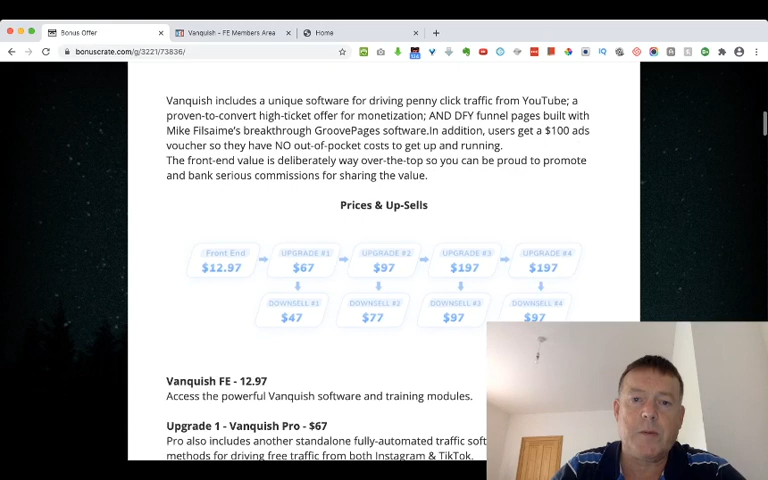 Bonus Offer
Vanquish – FE Members Area
Home
bonuscrate.com/g/3221/73836/
Vanquish includes a unique software for driving penny click traffic from YouTube; a
proven-to-convert high-ticket offer for monetization; AND DFY funnel pages built with
Mike Filsaime's breakthrough GroovePages software.In addition, users get a $100 ads
voucher so they have NO out-of-pocket costs to get up and running.
The front-end value is deliberately way over-the-top so you can be proud to promote
and bank serious commissions for sharing the value.
Prices & Up-Sells
Front End UPGRADE #1 UPGRADE #2 UPGRADE #3 UPGRADE #4
$12.97 $67 $97 $197 $197
DOWNSELL #1 DOWNSELL #2 DOWNSELL #3 DOWNSELL #4
$47 $77 $97 $97
Vanquish FE - 12.97
Access the powerful Vanquish software and training modules.
Upgrade 1 - Vanquish Pro - $67
Pro also includes another standalone fully-automated traffic soft
methods for driving free traffic from both Instagram & TikTok.